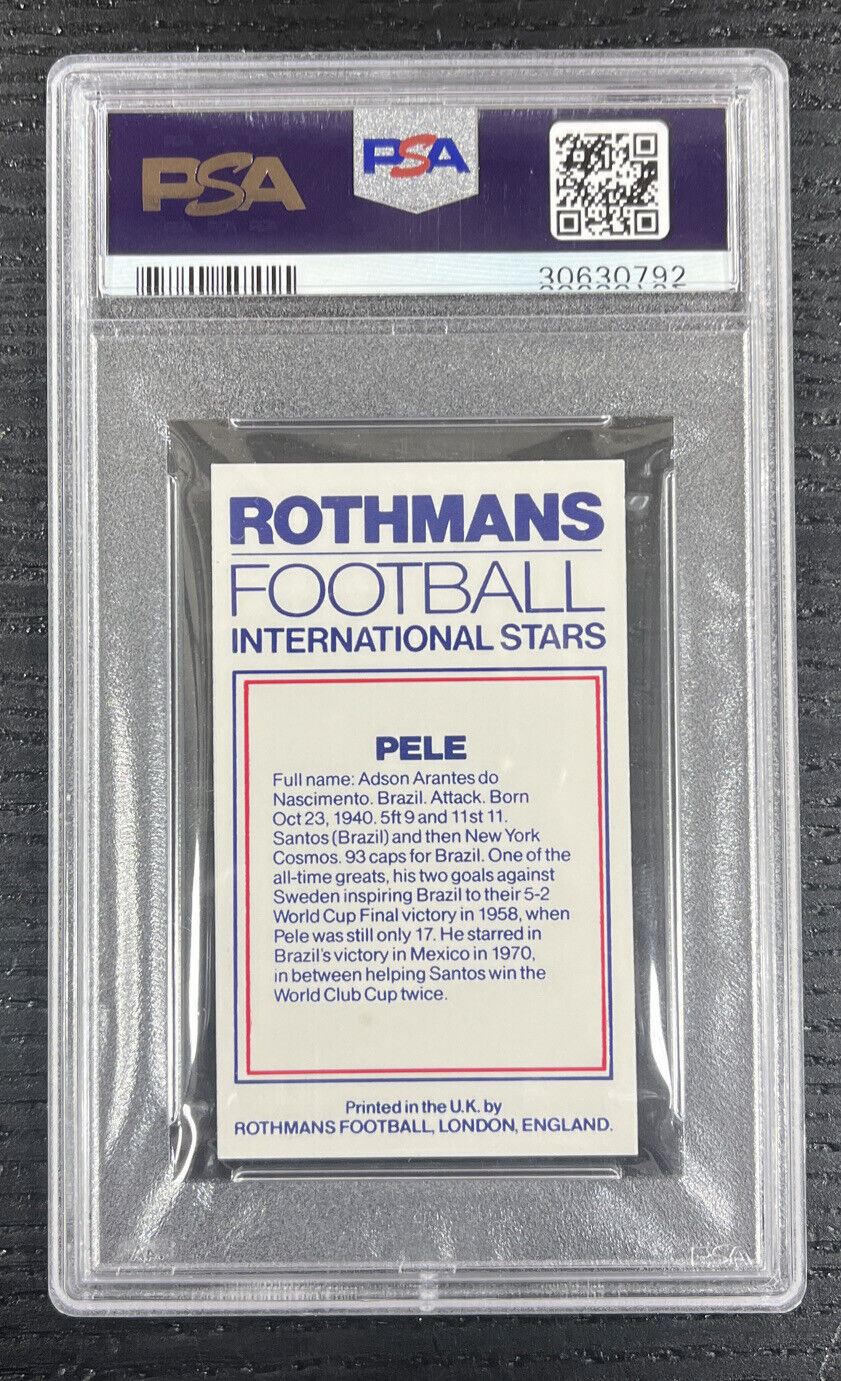 PSA
PSA
30630792
ROTHMANS
FOOTBALL
INTERNATIONAL STARS
PELE
Full name: Adson Arantes do
Nascimento. Brazil. Attack. Born
Oct 23, 1940. 5ft 9 and 11st 11.
Santos (Brazil) and then New York
Cosmos. 93 caps for Brazil. One of the
all-time greats, his two goals against
Sweden inspiring Brazil to their 5-2
World Cup Final victory in 1958, when
Pele was still only 17. He starred in
Brazil's victory in Mexico in 1970,
in between helping Santos win the
World Club Cup twice.
Printed in the U.K. by
ROTHMANS FOOTBALL, LONDON, ENGLAND.
PSA